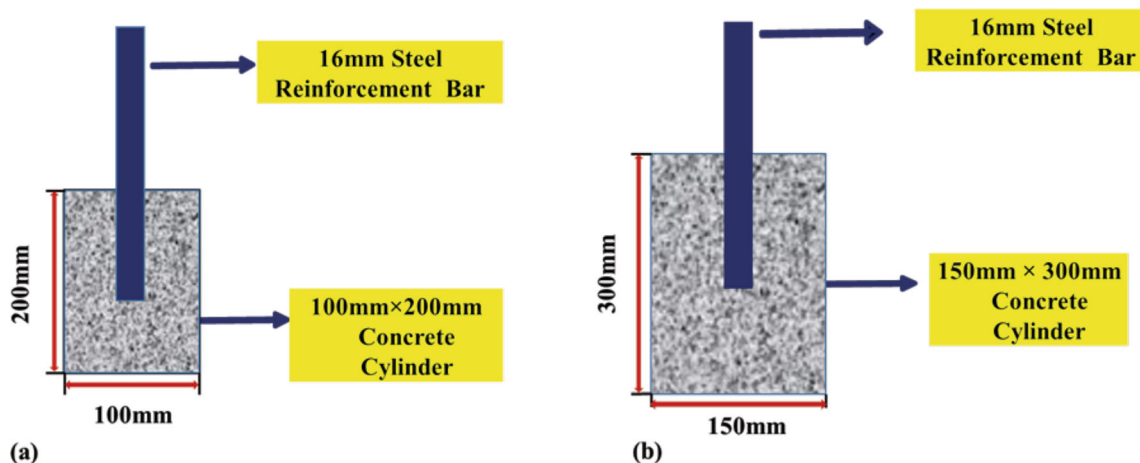 16mm Steel
Reinforcement Bar
200mm
100mm×200mm
Concrete
Cylinder
100mm
(a)
16mm Steel
Reinforcement Bar
300mm
150mm × 300mm
Concrete
Cylinder
150mm
(b)